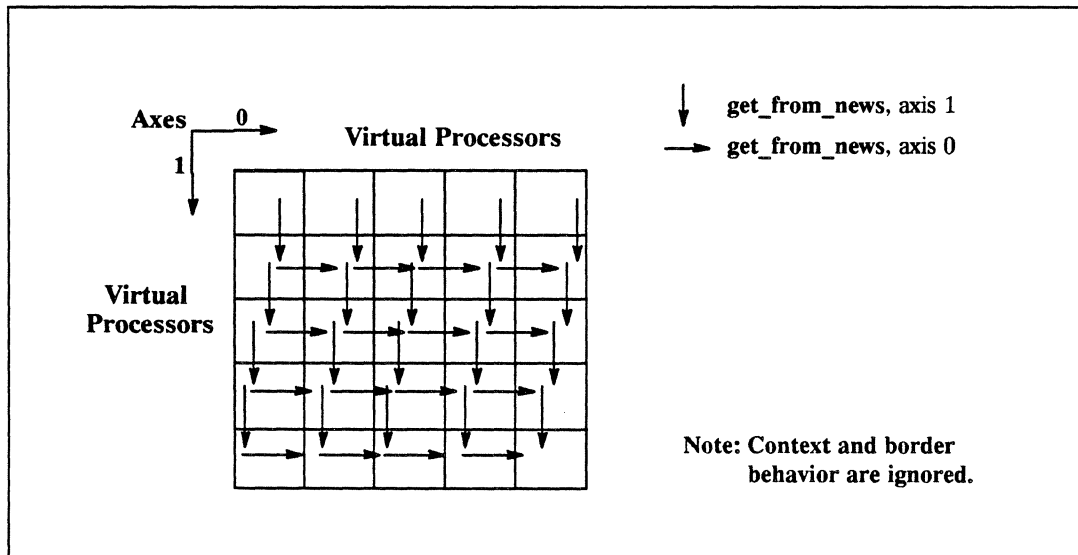 Axes
0
1
Virtual Processors
get_from_news, axis 1
get_from_news, axis 0
Virtual
Processors
Note: Context and border
behavior are ignored.